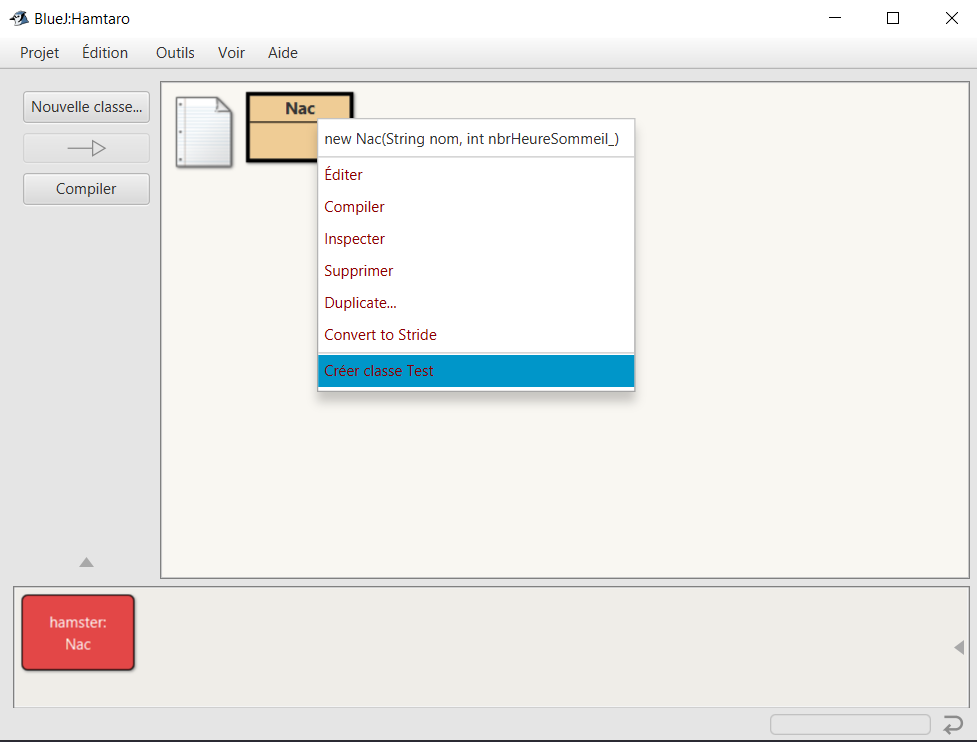 BlueJ:Hamtaro
Projet Édition Outils Voir Aide
Nouvelle classe...
Compiler
Nac
new Nac(String nom, int nbrHeureSommeil_)
Éditer
Compiler
Inspecter
Supprimer
Duplicate...
Convert to Stride
Créer classe Test
hamster:
Nac